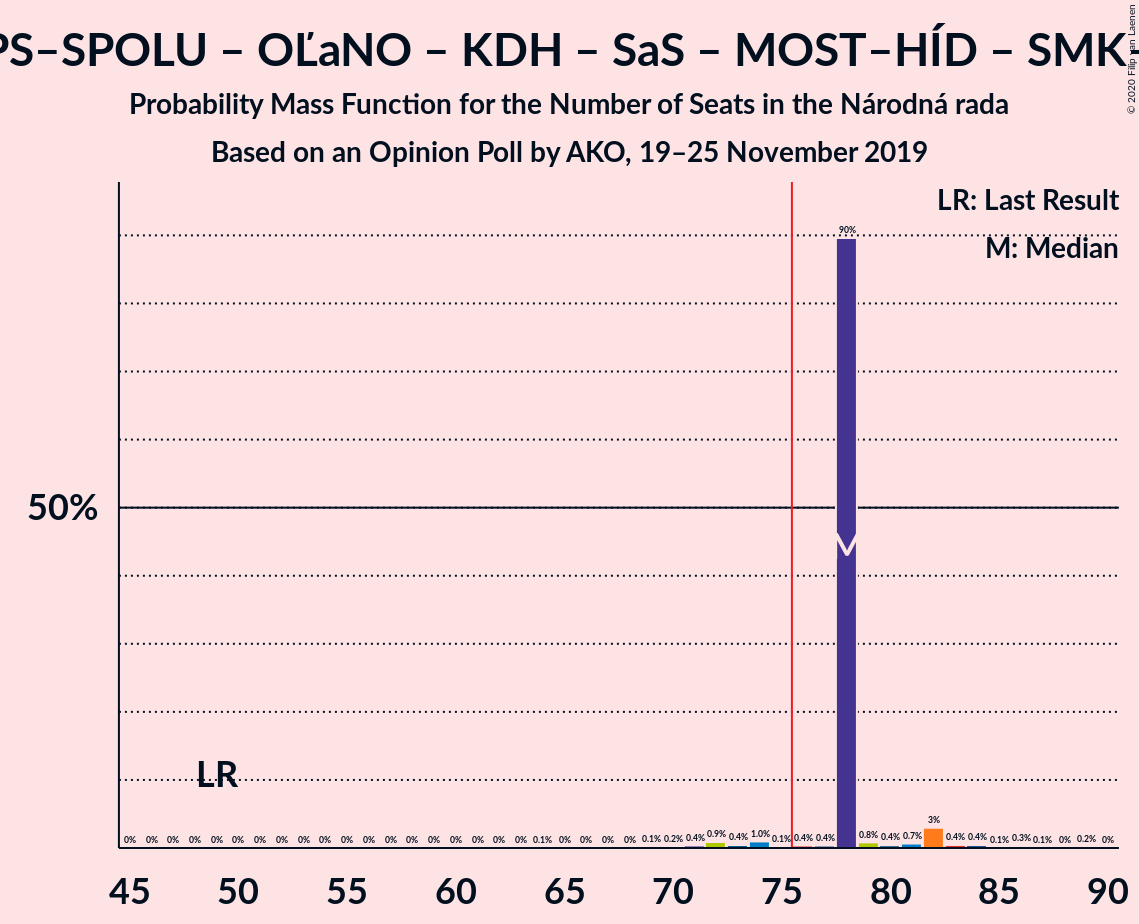 PS–SPOLU – OĽaNO – KDH – SaS – MOST–HÍD – SMK–
Probability Mass Function for the Number of Seats in the Národná rada
Based on an Opinion Poll by AKO, 19–25 November 2019
© 2020 Filip van Laenen
LR: Last Result
M: Median
90%
50%
M
LR
3%
0% 0% 0% 0% 0% 0% 0% 0% 0% 0% 0% 0% 0% 0% 0% 0% 0% 0% 0% 0.1% 0% 0% 0% 0% 0.1% 0.2% 0.4% 0.9% 0.4% 1.0% 0.1% 0.4% 0.4% 0.8% 0.4% 0.7% 0.4% 0.4% 0.1% 0.3% 0.1% 0% 0.2% 0%
45 50 55 60 65 70 75 80 85 90